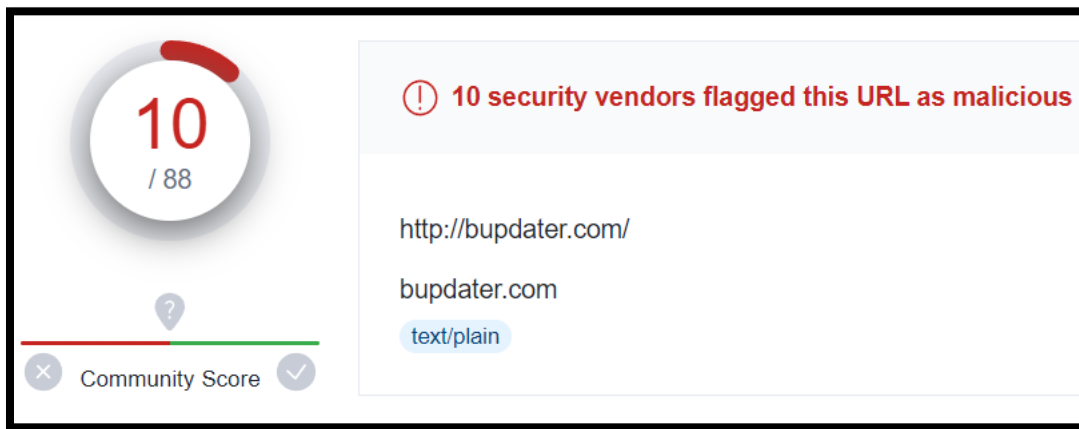 10
/ 88
?
Community Score
10 security vendors flagged this URL as malicious
http://bupdater.com/
bupdater.com
text/plain